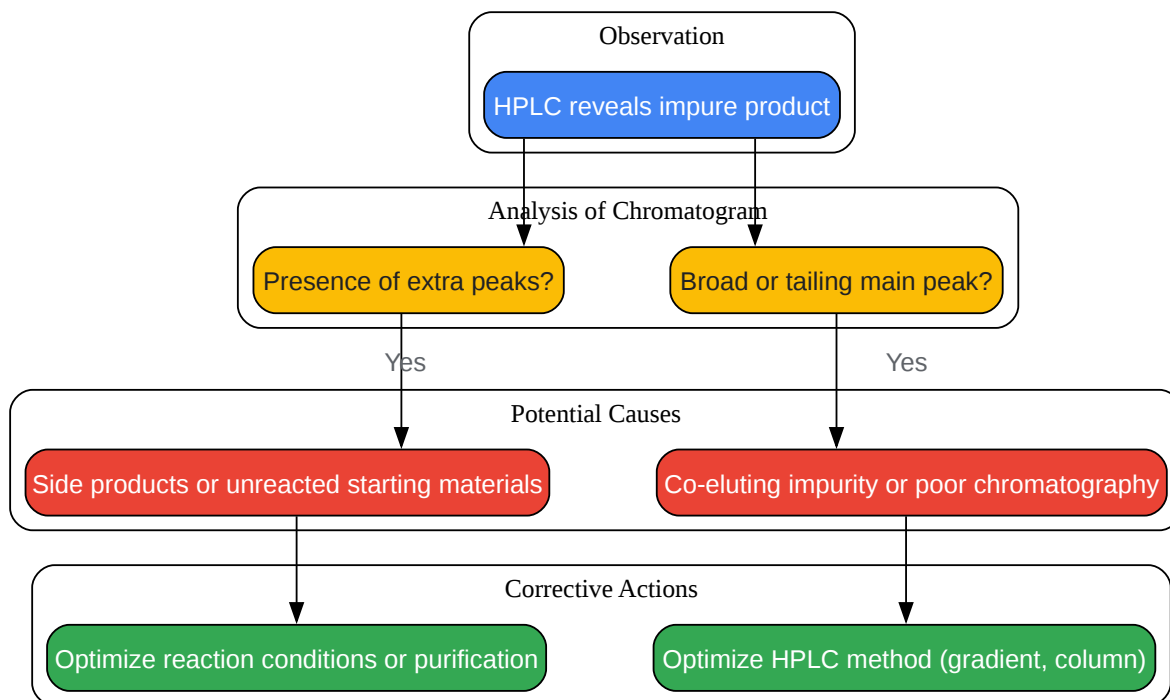 Observation
HPLC reveals impure product
Analysis of Chromatogram
Presence of extra peaks?
Broad or tailing main peak?
Yes
Yes
Potential Causes
Side products or unreacted starting materials
Co-eluting impurity or poor chromatography
Corrective Actions
Optimize reaction conditions or purification
Optimize HPLC method (gradient, column)